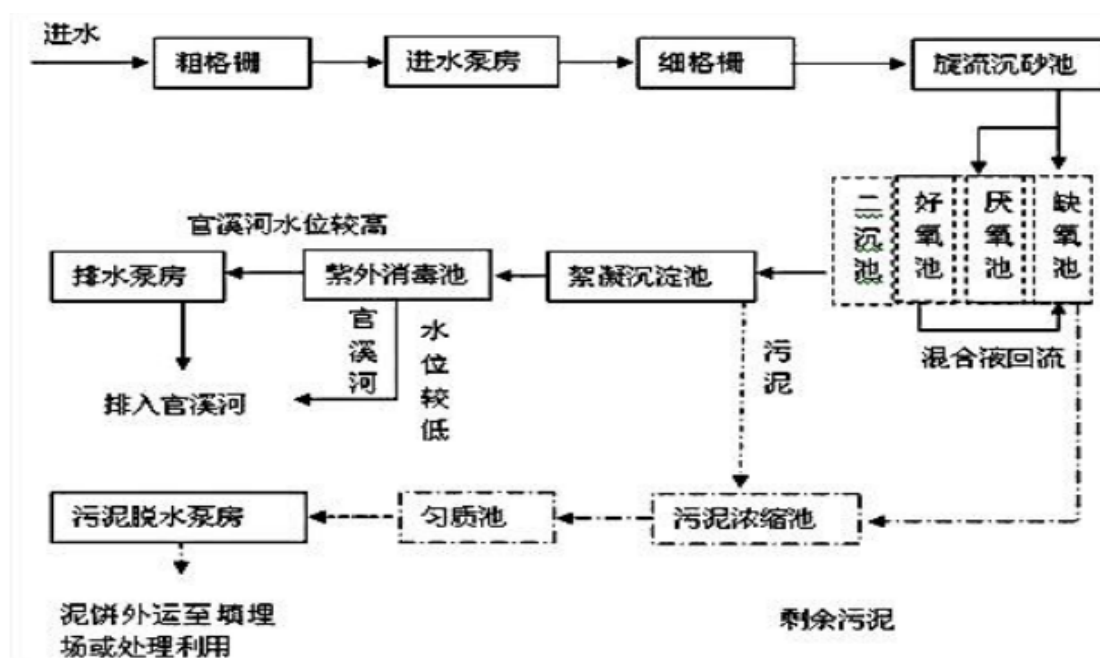 进水
粗格栅
进水泵房
细格栅
旋流沉砂池
二沉池
好氧池
厌氧池
缺氧池
混合液回流
絮凝沉淀池
紫外消毒池
官溪河水位较高
排水泵房
官溪河
水位较低
排入官溪河
污泥
污泥浓缩池
匀质池
污泥脱水泵房
泥饼外运至填埋
场或处理利用
剩余污泥